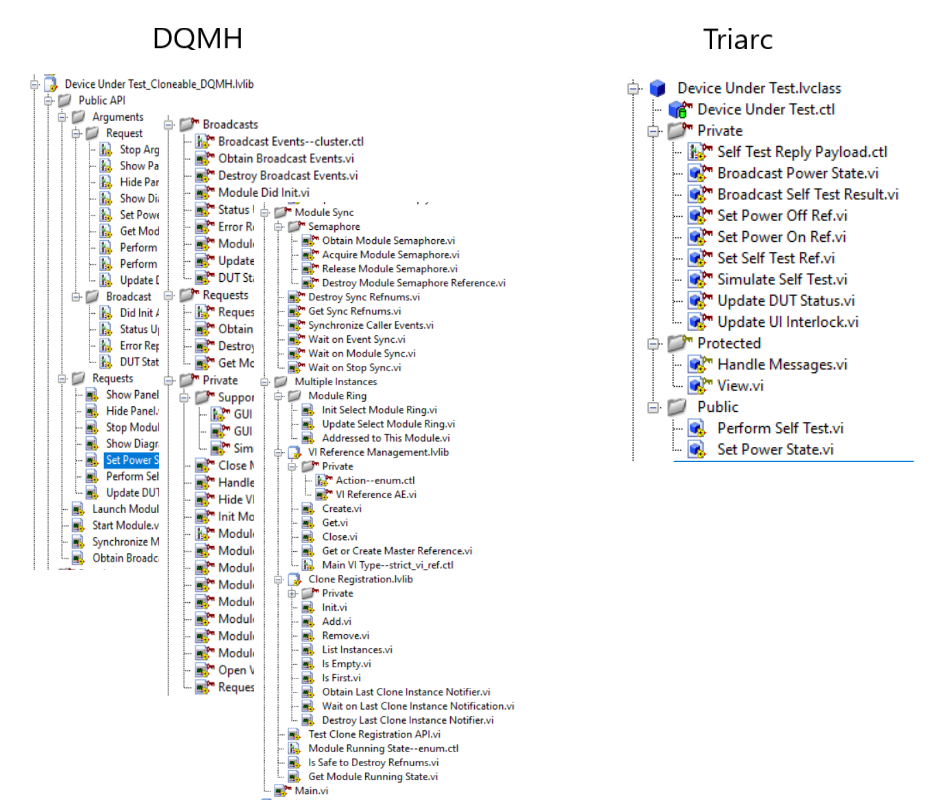 DQMH
Device Under Test_Cloneable_DQMH.lvlib
Public API
Arguments
Request
Stop Arg
Show Pa
Hide Par
Show Di
Set Powe
Get Mod
Perform
Perform
Update D
Broadcast
Did Init A
Status Up
Error Rep
DUT Stat
Requests
Show Panel
Hide Panel.
Stop Modul
Show Diagr
Set Power S
Perform Sel
Update DUT
Launch Modul
Start Module.v
Synchronize M
Obtain Broadc
Broadcasts
Broadcast Events--cluster.ctl
Obtain Broadcast Events.vi
Destroy Broadcast Events.vi
Module Did Init.vi
Status
Error R
Module
Update
DUT Sta
Requests
Reques
Obtain
Destroy
Get Mo
Private
Suppor
GUI
GUI
Sim
Close M
Handle
Hide VI
Init Mo
Modul
Modul
Modul
Modul
Modul
Modul
Modul
Open V
Reques
Module Sync
Semaphore
Obtain Module Semaphore.vi
Acquire Module Semaphore.vi
Release Module Semaphore.vi
Destroy Module Semaphore Reference.vi
Destroy Sync Refnums.vi
Get Sync Refnums.vi
Synchronize Caller Events.vi
Wait on Event Sync.vi
Wait on Module Sync.vi
Wait on Stop Sync.vi
Multiple Instances
Module Ring
Init Select Module Ring.vi
Update Select Module Ring.vi
Addressed to This Module.vi
VI Reference Management.lvlib
Private
Action--enum.ctl
VI Reference AE.vi
Create.vi
Get.vi
Close.vi
Get or Create Master Reference.vi
Main VI Type--strict_vi_ref.ctl
Clone Registration.lvlib
Private
Init.vi
Add.vi
Remove.vi
List Instances.vi
Is Empty.vi
Is First.vi
Obtain Last Clone Instance Notifier.vi
Wait on Last Clone Instance Notification.vi
Destroy Last Clone Instance Notifier.vi
Test Clone Registration API.vi
Module Running State--enum.ctl
Is Safe to Destroy Refnums.vi
Get Module Running State.vi
Main.vi
Triarc
Device Under Test.lvclass
Device Under Test.ctl
Private
Self Test Reply Payload.ctl
Broadcast Power State.vi
Broadcast Self Test Result.vi
Set Power Off Ref.vi
Set Power On Ref.vi
Set Self Test Ref.vi
Simulate Self Test.vi
Update DUT Status.vi
Update UI Interlock.vi
Protected
Handle Messages.vi
View.vi
Public
Perform Self Test.vi
Set Power State.vi